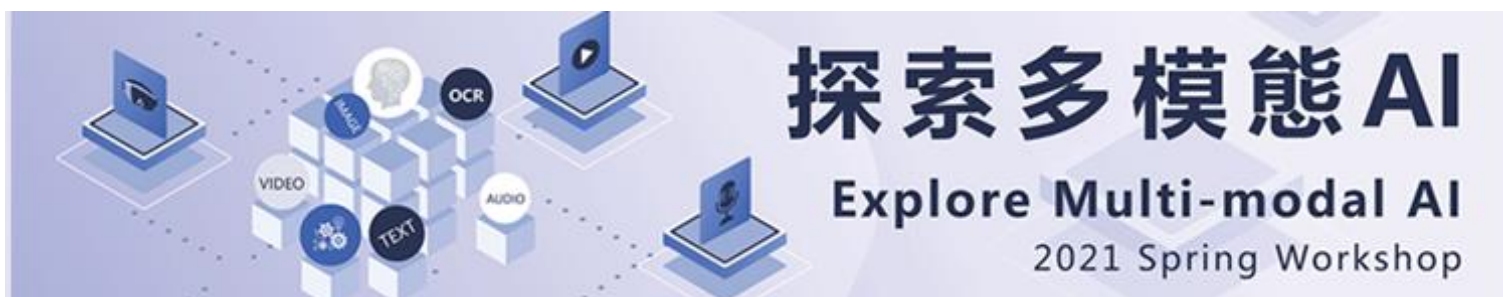 探索多模態AI
Explore Multi-modal AI
2021 Spring Workshop
IMAGE
OCR
VIDEO
AUDIO
TEXT